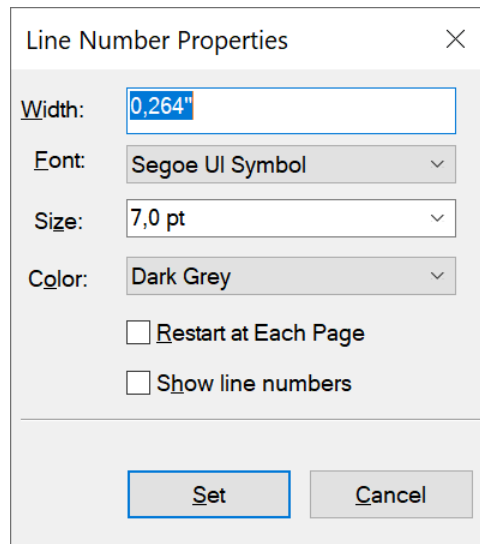 Line Number Properties
Width: 0,264"
Font: Segoe UI Symbol
Size: 7,0 pt
Color: Dark Grey
Restart at Each Page
Show line numbers
Set Cancel